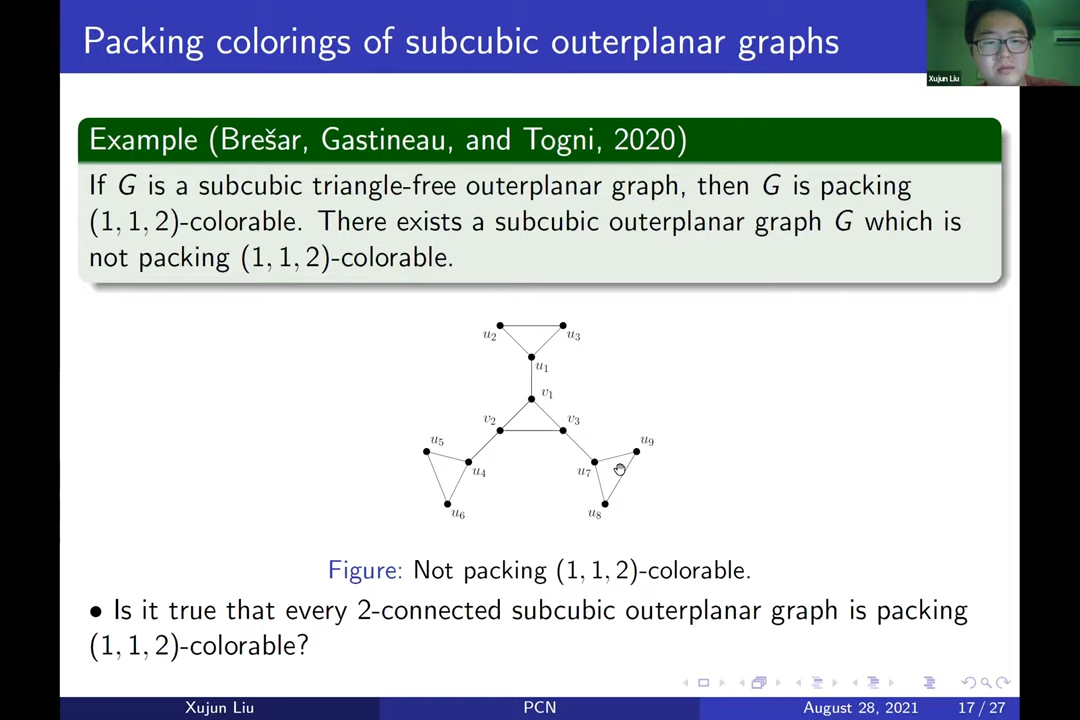 Packing colorings of subcubic outerplanar graphs
Xujun Liu
Example (Brešar, Gastineau, and Togni, 2020)
If G is a subcubic triangle-free outerplanar graph, then G is packing
(1, 1, 2)-colorable. There exists a subcubic outerplanar graph G which is
not packing (1, 1, 2)-colorable.
u₂
u₃
u₁
v₁
v₂
v₃
u₅
u₉
u₄
u₇
u₆
u₈
Figure: Not packing (1, 1, 2)-colorable.
• Is it true that every 2-connected subcubic outerplanar graph is packing
(1, 1, 2)-colorable?
Xujun Liu
PCN
August 28, 2021
17 / 27